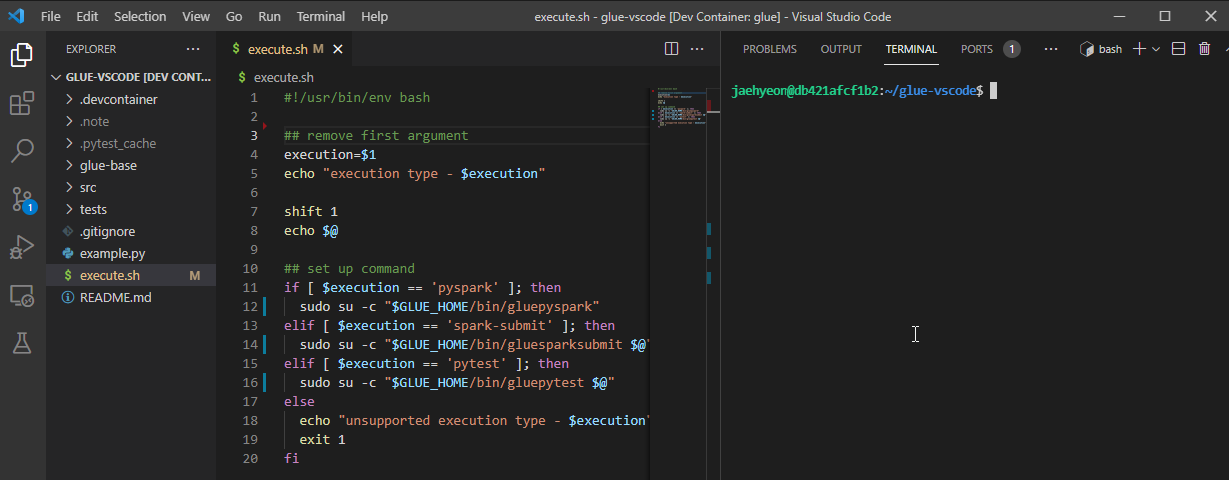 File Edit Selection View Go Run Terminal Help execute.sh - glue-vscode [Dev Container: glue] - Visual Studio Code
EXPLORER ···
GLUE-VSCODE [DEV CONT...
.devcontainer
.note
.pytest_cache
glue-base
src
tests
.gitignore
example.py
$ execute.sh M
README.md
1
$ execute.sh M
$ execute.sh
1 #!/usr/bin/env bash
2
3 ## remove first argument
4 execution=$1
5 echo "execution type - $execution"
6
7 shift 1
8 echo $@
9
10 ## set up command
11 if [ $execution == 'pyspark' ]; then
12 sudo su -c "$GLUE_HOME/bin/gluepyspark"
13 elif [ $execution == 'spark-submit' ]; then
14 sudo su -c "$GLUE_HOME/bin/gluesparksubmit $@"
15 elif [ $execution == 'pytest' ]; then
16 sudo su -c "$GLUE_HOME/bin/gluepytest $@"
17 else
18 echo "unsupported execution type - $execution"
19 exit 1
20 fi
PROBLEMS OUTPUT TERMINAL PORTS 1 ··· bash
jaehyeon@db421afcf1b2:~/glue-vscode$